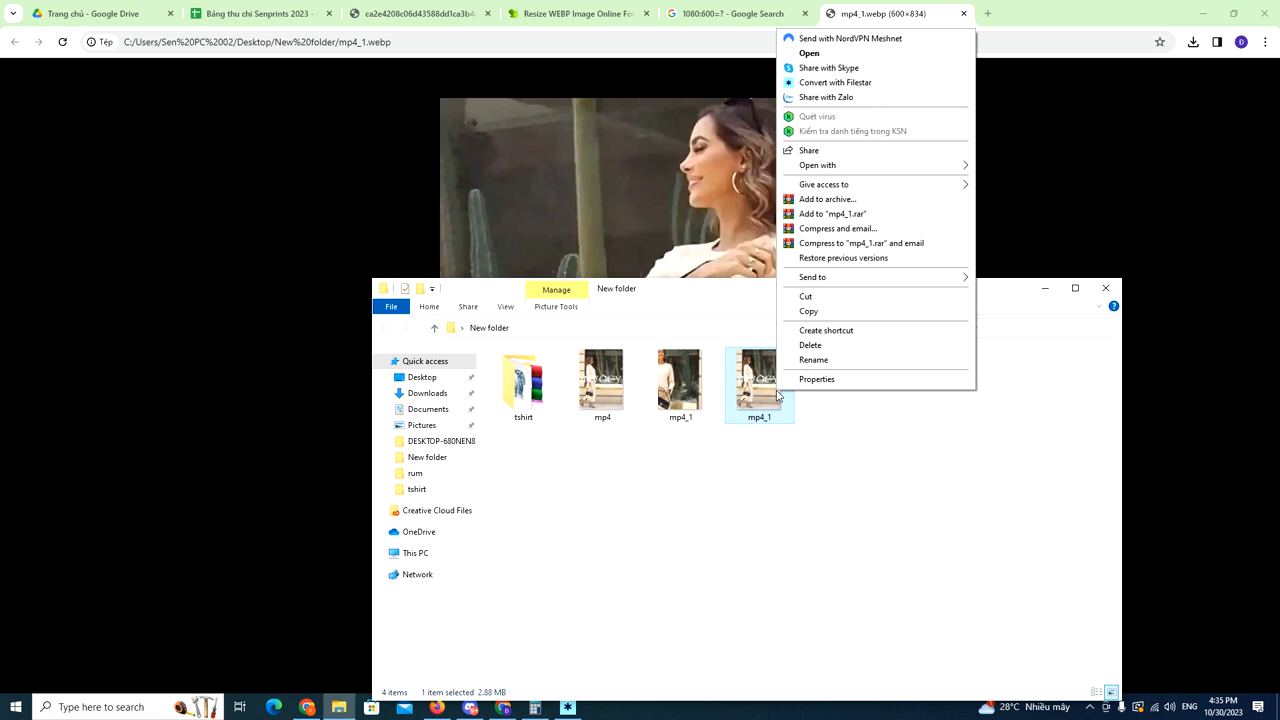 Trang chủ - Google Drive
Bảng thu chi Senprints 2023 -
ca2e4208c06d43588dd1ca3b4
Resize WEBP Image Online For
1080:600=? - Google Search
mp4_1.webp (600×834)
Tệp
C:/Users/Sen%20PC%2002/Desktop/New%20folder/mp4_1.webp
D
Send with NordVPN Meshnet
Open
Share with Skype
Convert with Filestar
Share with Zalo
Quét virus
Kiểm tra danh tiếng trong KSN
Share
Open with
Give access to
Add to archive...
Add to "mp4_1.rar"
Compress and email...
Compress to "mp4_1.rar" and email
Restore previous versions
Send to
Cut
Copy
Create shortcut
Delete
Rename
Properties
Manage
New folder
File
Home
Share
View
Picture Tools
New folder
Quick access
Desktop
Downloads
Documents
Pictures
DESKTOP-680NEN8
New folder
rum
tshirt
Creative Cloud Files
OneDrive
This PC
Network
tshirt
mp4
mp4_1
mp4_1
4 items
1 item selected 2.88 MB
Type here to search
28°C Nhiều mây
ENG
4:35 PM
10/30/2023